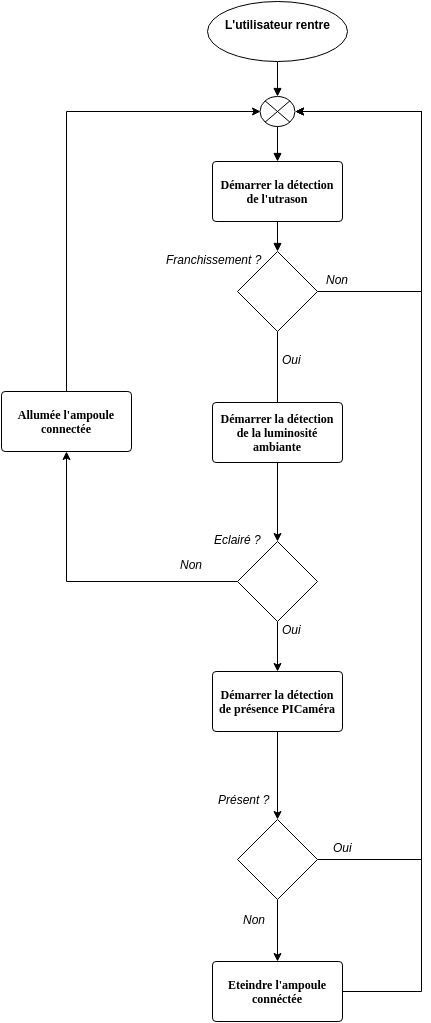 L'utilisateur rentre
Démarrer la détection
de l'utrason
Franchissement ?
Non
Oui
Allumée l'ampoule
connectée
Démarrer la détection
de la luminosité
ambiante
Eclairé ?
Non
Oui
Démarrer la détection
de présence PICaméra
Présent ?
Oui
Non
Eteindre l'ampoule
connéctée